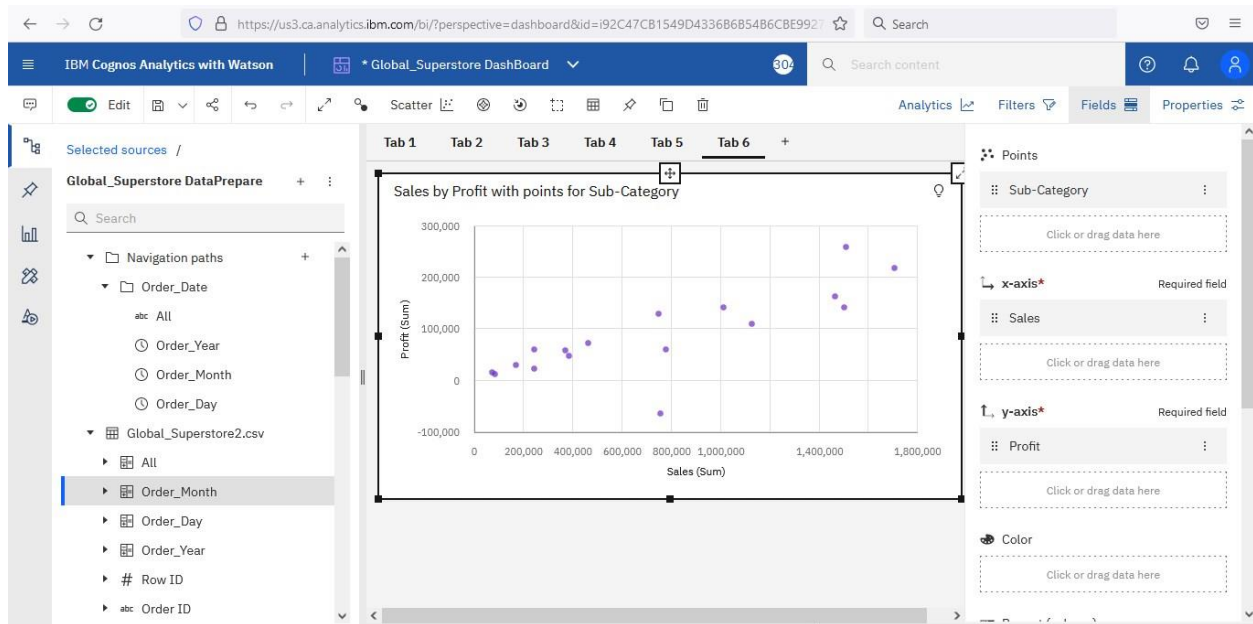 https://us3.ca.analytics.ibm.com/bi/?perspective=dashboard&id=i92C47CB1549D4336B6B54B6CBE9927
Search
IBM Cognos Analytics with Watson
* Global_Superstore DashBoard
304
Search content
Edit
Scatter
Analytics
Filters
Fields
Properties
Selected sources /
Global_Superstore DataPrepare
Search
Navigation paths
Order_Date
abc All
Order_Year
Order_Month
Order_Day
Global_Superstore2.csv
All
Order_Month
Order_Day
Order_Year
# Row ID
abc Order ID
Tab 1 Tab 2 Tab 3 Tab 4 Tab 5 Tab 6 +
Sales by Profit with points for Sub-Category
Profit (Sum)
300,000
200,000
100,000
0
-100,000
0 200,000 400,000 600,000 800,000 1,000,000 1,400,000 1,800,000
Sales (Sum)
Points
Sub-Category
Click or drag data here
x-axis* Required field
Sales
Click or drag data here
y-axis* Required field
Profit
Click or drag data here
Color
Click or drag data here